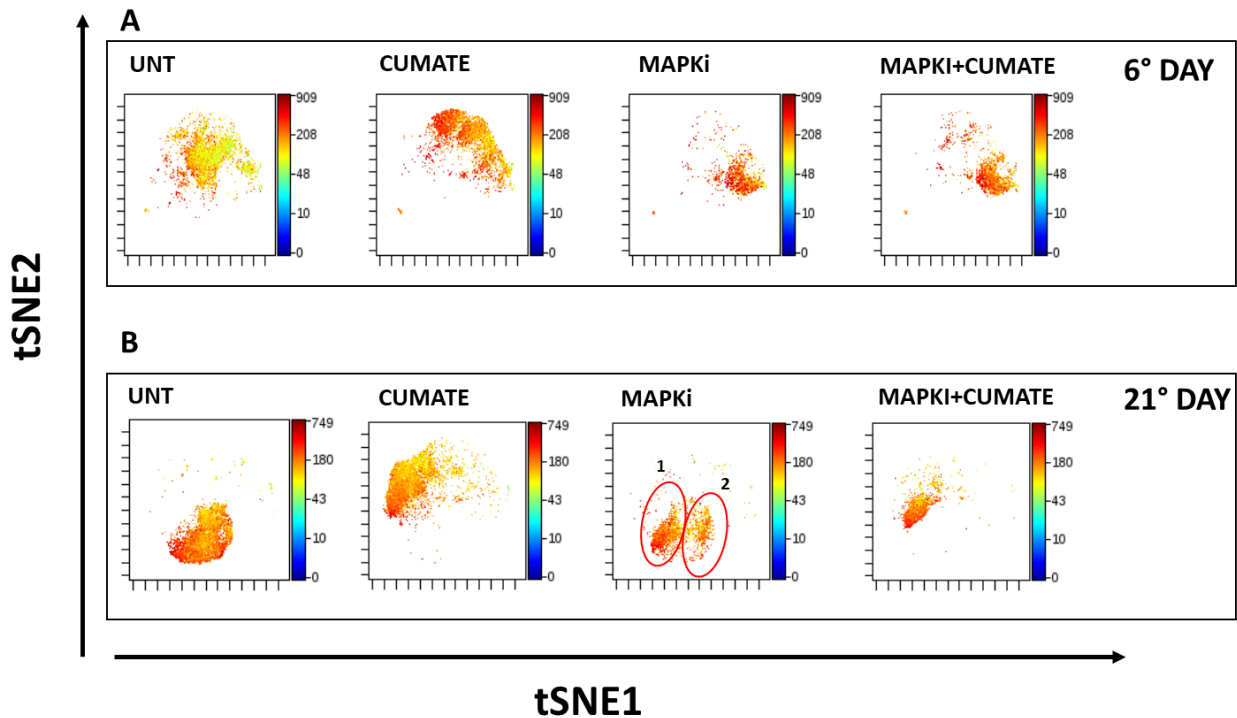 A
UNT CUMATE MAPKi MAPKI+CUMATE 6° DAY
909 909 909 909
208 208 208 208
48 48 48 48
10 10 10 10
0 0 0 0
tSNE2
B
UNT CUMATE MAPKi MAPKI+CUMATE 21° DAY
749 749 749 749
180 180 180 180
43 43 43 43
10 10 10 10
0 0 0 0
1 2
tSNE1